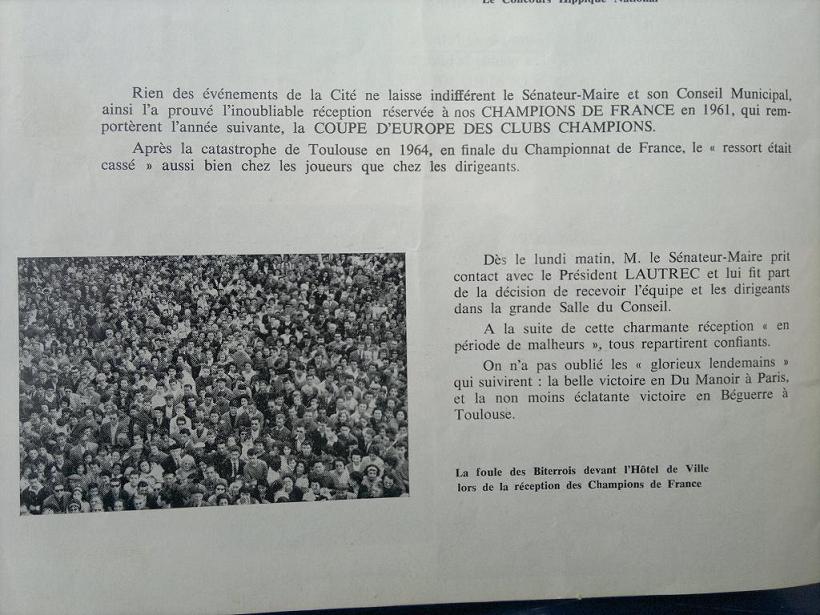 Le Concours Hippique National
Rien des événements de la Cité ne laisse indifférent le Sénateur-Maire et son Conseil Municipal,
ainsi l'a prouvé l'inoubliable réception réservée à nos CHAMPIONS DE FRANCE en 1961, qui rem-
portèrent l'année suivante, la COUPE D'EUROPE DES CLUBS CHAMPIONS.
Après la catastrophe de Toulouse en 1964, en finale du Championnat de France, le « ressort était
cassé » aussi bien chez les joueurs que chez les dirigeants.
Dès le lundi matin, M. le Sénateur-Maire prit
contact avec le Président LAUTREC et lui fit part
de la décision de recevoir l'équipe et les dirigeants
dans la grande Salle du Conseil.
A la suite de cette charmante réception « en
période de malheurs », tous repartirent confiants.
On n'a pas oublié les « glorieux lendemains »
qui suivirent : la belle victoire en Du Manoir à Paris,
et la non moins éclatante victoire en Béguerre à
Toulouse.
La foule des Biterrois devant l'Hôtel de Ville
lors de la réception des Champions de France